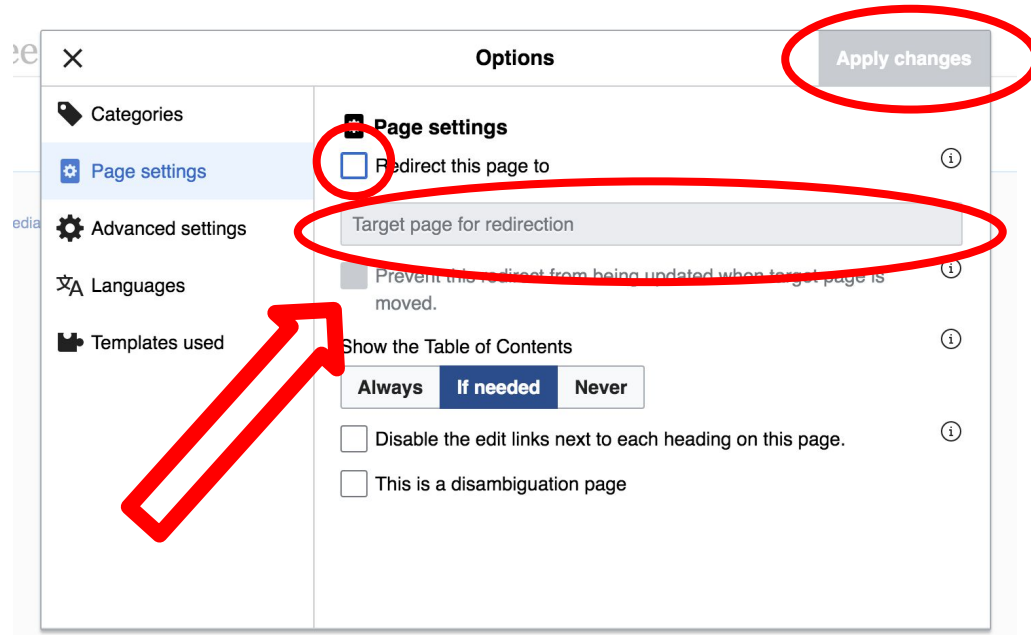 ee
Options
Apply changes
Categories
Page settings
Advanced settings
Languages
Templates used
edia
Page settings
Redirect this page to
Target page for redirection
Prevent this redirect from being updated when target page is
moved.
Show the Table of Contents
Always If needed Never
Disable the edit links next to each heading on this page.
This is a disambiguation page